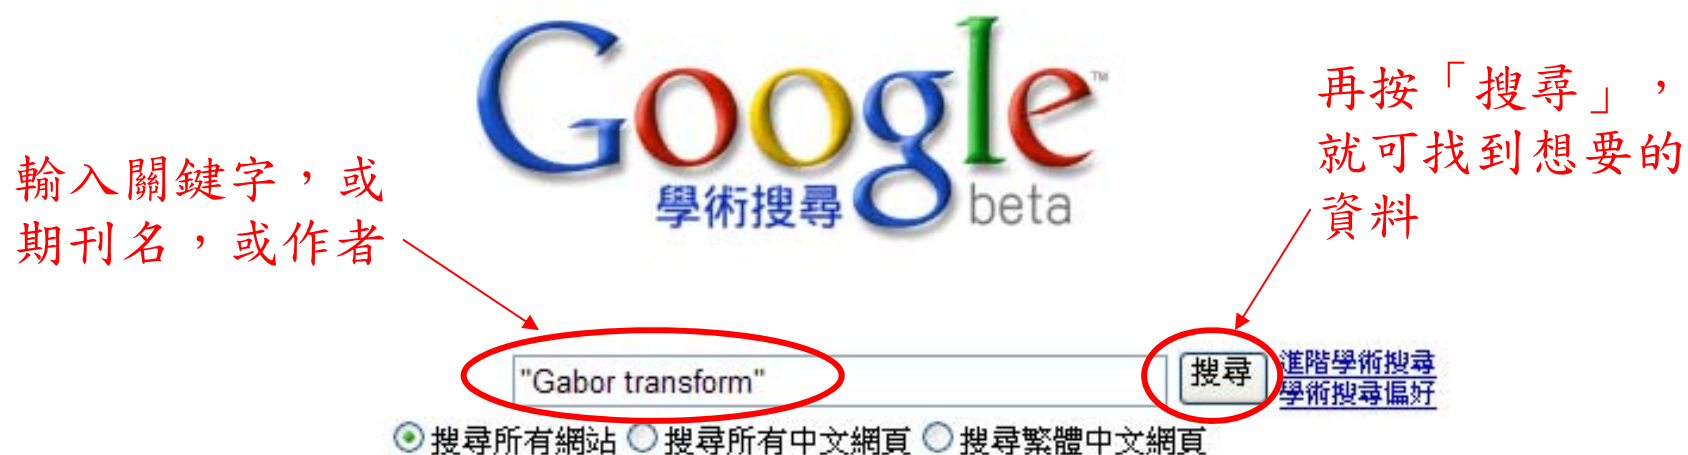 Google™
學術搜尋 beta
輸入關鍵字，或
期刊名，或作者
再按「搜尋」，
就可找到想要的
資料
"Gabor transform"
搜尋
進階學術搜尋
學術搜尋偏好
搜尋所有網站 搜尋所有中文網頁 搜尋繁體中文網頁